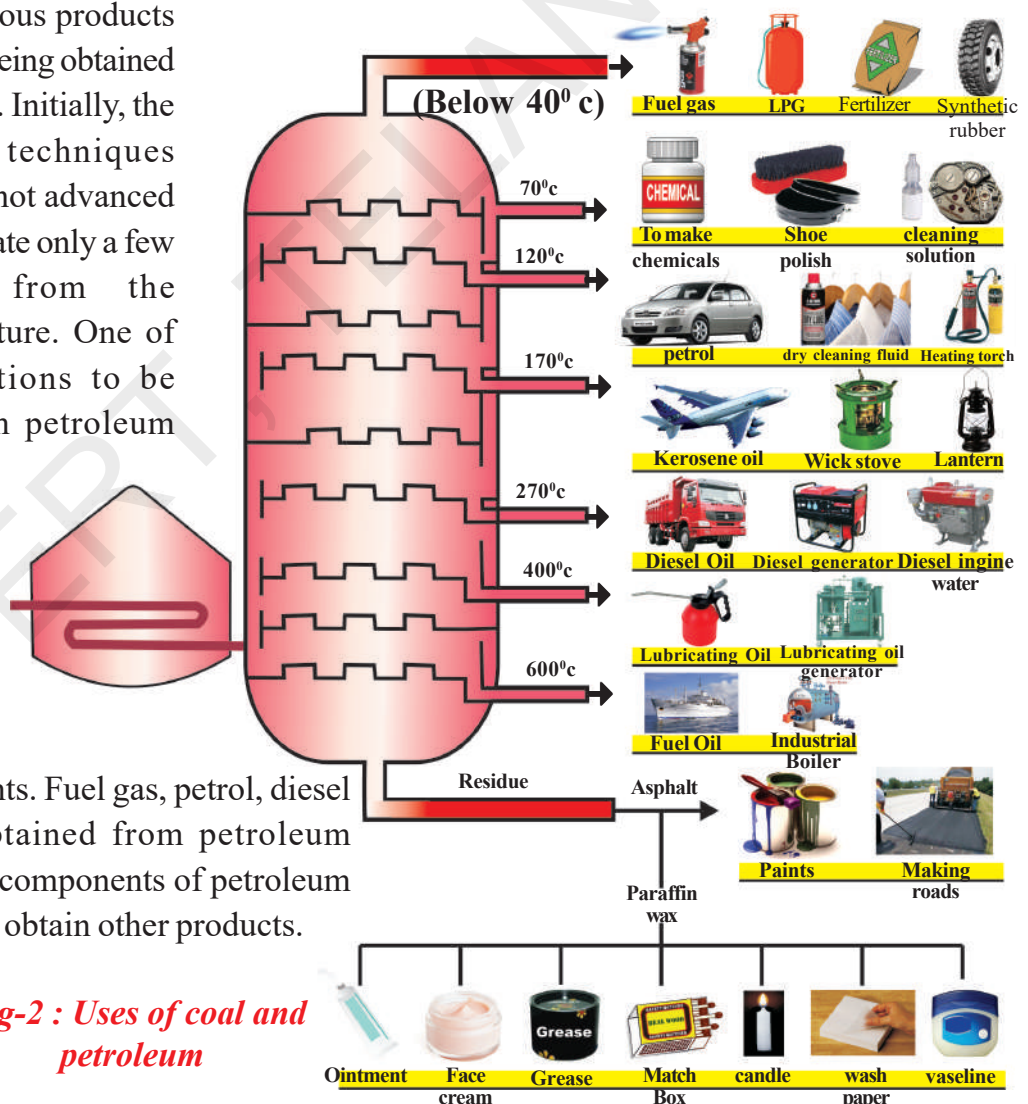 ous products
eing obtained
. Initially, the
techniques
not advanced
ate only a few
from the
ture. One of
tions to be
n petroleum
(Below 40⁰ c)
Fuel gas LPG Fertilizer Synthetic
rubber
70⁰c
CHEMICAL
To make Shoe cleaning
chemicals polish solution
120⁰c
petrol dry cleaning fluid Heating torch
170⁰c
Kerosene oil Wick stove Lantern
270⁰c
Diesel Oil Diesel generator Diesel ingine
water
400⁰c
Lubricating Oil Lubricating oil
generator
600⁰c
Fuel Oil Industrial
Boiler
Residue
Asphalt
Paints Making
roads
Paraffin
wax
nts. Fuel gas, petrol, diesel
btained from petroleum
components of petroleum
obtain other products.
g-2 : Uses of coal and
petroleum
Grease
Ointment Face Grease Match candle wash vaseline
cream Box paper
ERT, TELAN